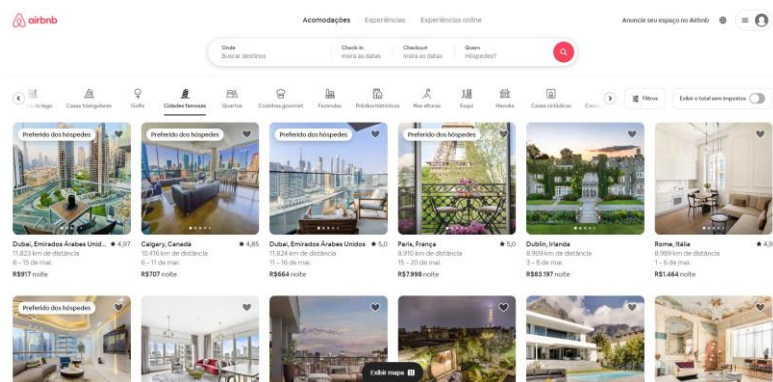 airbnb
Acomodações Experiências Experiências online
Anuncie seu espaço no Airbnb
Onde
Buscar destinos
Check-in
Insira as datas
Checkout
Insira as datas
Quem
Hóspedes?
Casas triangulares Golfe Cidades famosas Quartos Cozinhas gourmet Fazendas Prédios históricos Nas alturas Esqui Hanoks Casas cicládicas
Filtros
Exibir o total sem impostos
Preferido dos hóspedes
Dubai, Emirados Árabes Unid... ★ 4,97
11.823 km de distância
8 – 15 de mar.
R$917 noite
Preferido dos hóspedes
Calgary, Canadá ★ 4,85
10.416 km de distância
6 – 11 de mar.
R$707 noite
Preferido dos hóspedes
Dubai, Emirados Árabes Unidos ★ 5,0
11.824 km de distância
11 – 16 de mar.
R$664 noite
Preferido dos hóspedes
Paris, França ★ 5,0
8.910 km de distância
15 – 20 de mar.
R$7.998 noite
Dublin, Irlanda
8.909 km de distância
3 – 8 de mar.
R$83.197 noite
Rome, Itália ★ 4,9
8.989 km de distância
1 – 6 de mar.
R$1.464 noite
Preferido dos hóspedes
Exibir mapa